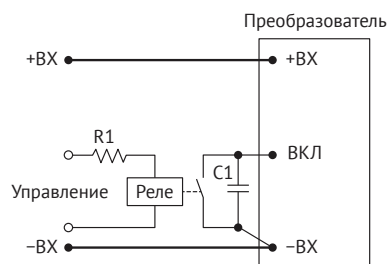 Преобразователь
+ВХ
+ВХ
R1
ВКЛ
C1
Управление
Реле
−ВХ
−ВХ